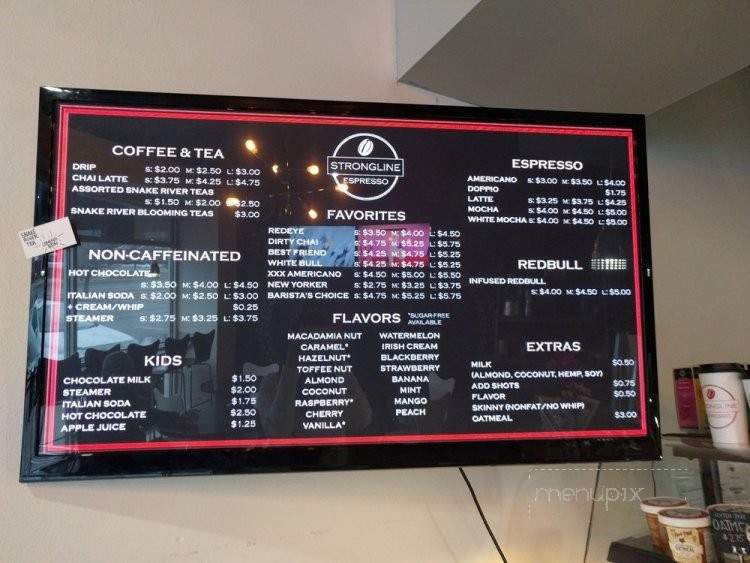 COFFEE & TEA
DRIP S: $2.00 M: $2.50 L: $3.00
CHAI LATTE S: $3.75 M: $4.25 L: $4.75
ASSORTED SNAKE RIVER TEAS
S: $1.50 M: $2.00 L: $2.50
SNAKE RIVER BLOOMING TEAS $3.00
NON-CAFFEINATED
HOT CHOCOLATE
S: $3.50 M: $4.00 L: $4.50
ITALIAN SODA S: $2.00 M: $2.50 L: $3.00
+ CREAM/WHIP $0.25
STEAMER S: $2.75 M: $3.25 L: $3.75
KIDS
CHOCOLATE MILK $1.50
STEAMER $2.00
ITALIAN SODA $1.75
HOT CHOCOLATE $2.50
APPLE JUICE $1.25
STRONGLINE
ESPRESSO
FAVORITES
REDEYE S: $3.50 M: $4.00 L: $4.50
DIRTY CHAI S: $4.75 M: $5.25 L: $5.75
BEST FRIEND S: $4.25 M: $4.75 L: $5.25
WHITE BULL S: $4.25 M: $4.75 L: $5.25
XXX AMERICANO S: $4.50 M: $5.00 L: $5.50
NEW YORKER S: $2.75 M: $3.25 L: $3.75
BARISTA'S CHOICE S: $4.75 M: $5.25 L: $5.75
FLAVORS *SUGAR-FREE
AVAILABLE
MACADAMIA NUT WATERMELON
CARAMEL* IRISH CREAM
HAZELNUT* BLACKBERRY
TOFFEE NUT STRAWBERRY
ALMOND BANANA
COCONUT MINT
RASPBERRY* MANGO
CHERRY PEACH
VANILLA*
ESPRESSO
AMERICANO S: $3.00 M: $3.50 L: $4.00
DOPPIO $1.75
LATTE S: $3.25 M: $3.75 L: $4.25
MOCHA S: $4.00 M: $4.50 L: $5.00
WHITE MOCHA S: $4.00 M: $4.50 L: $5.00
REDBULL
INFUSED REDBULL
S: $4.00 M: $4.50 L: $5.00
EXTRAS
MILK $0.50
(ALMOND, COCONUT, HEMP, SOY)
ADD SHOTS $0.75
FLAVOR $0.50
SKINNY (NONFAT/NO WHIP)
OATMEAL $3.00
SNAKE
RIVER
TEA
STRONGLINE
menupix
OATMEAL